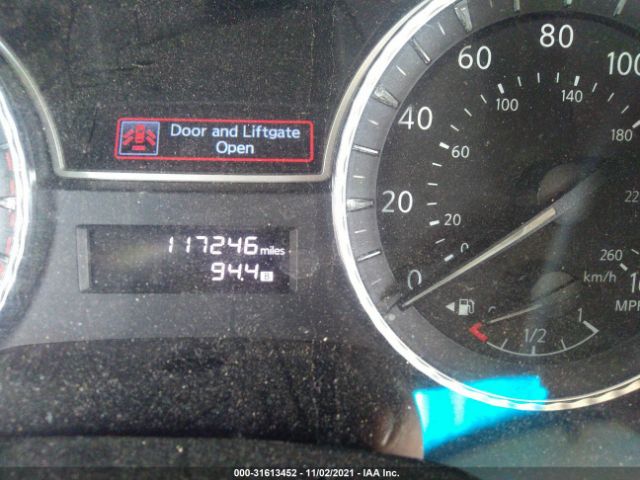 Door and Liftgate
Open
117246 miles
94.4 B
0
20
40
60
80
100
0
20
60
100
140
180
220
260
km/h
MPH
1/2
1
000-31613452 - 11/02/2021 - IAA Inc.